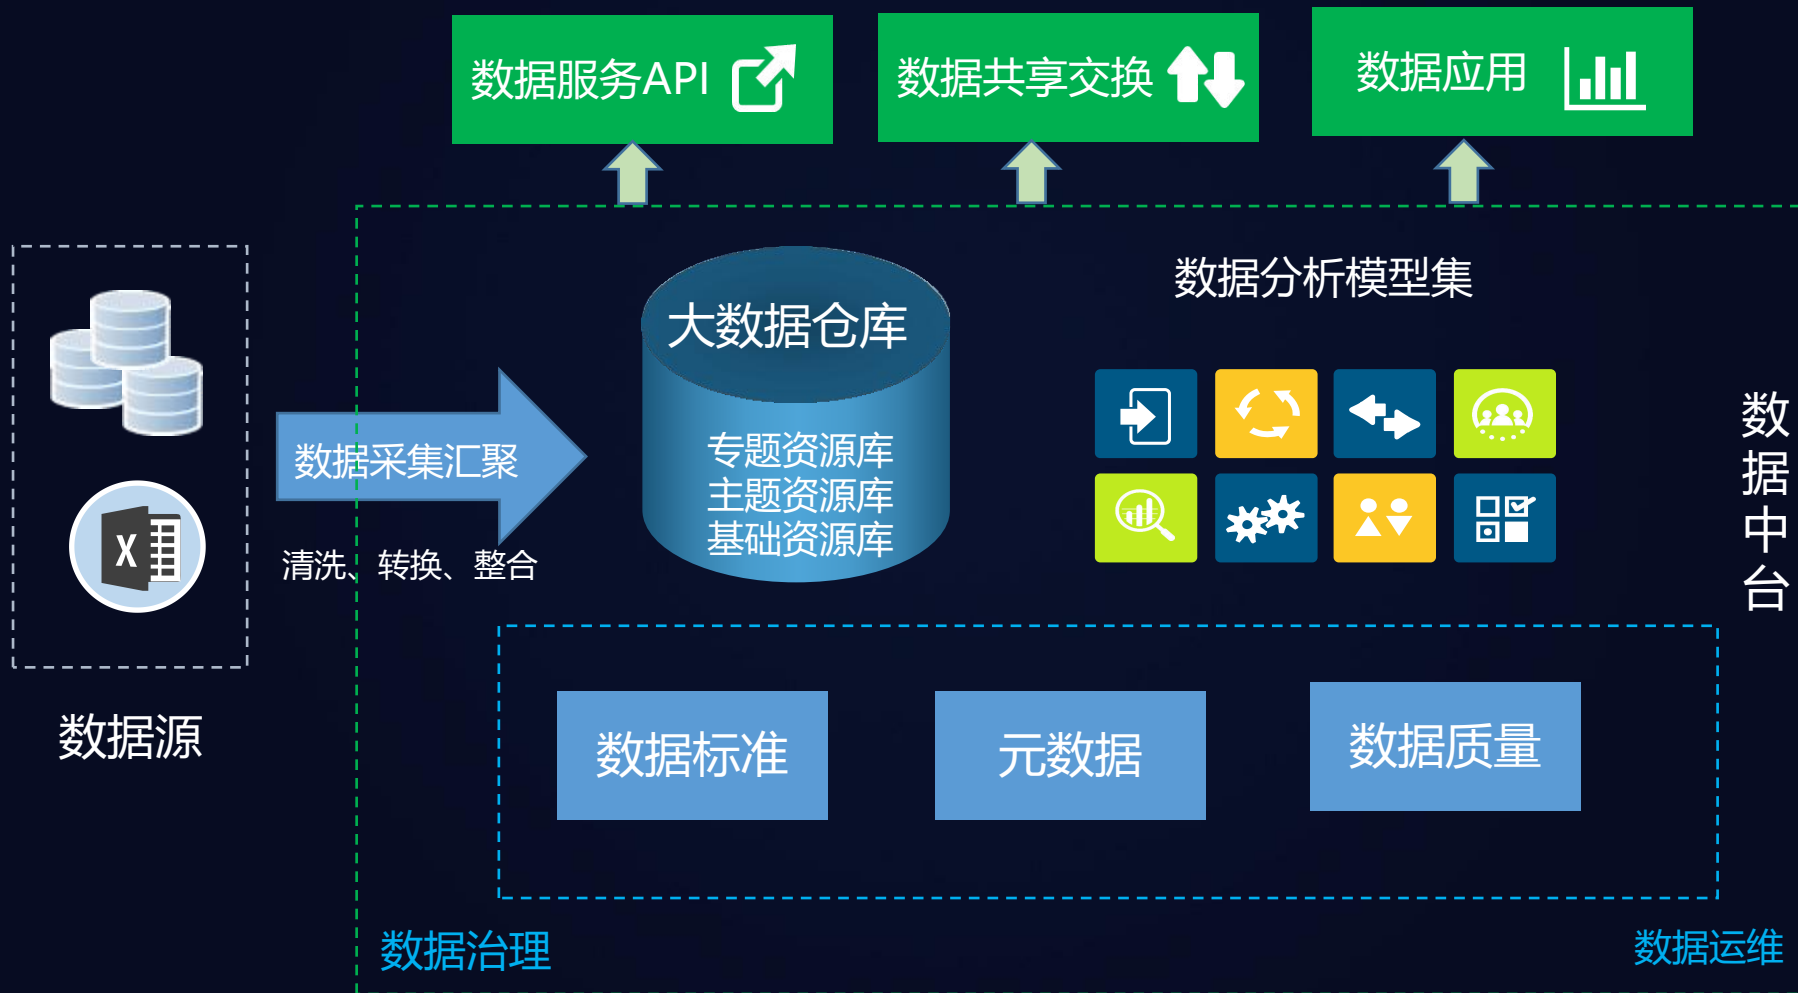 数据服务API
数据共享交换
数据应用
数据分析模型集
大数据仓库
专题资源库
主题资源库
基础资源库
数据采集汇聚
清洗、转换、整合
X
数据源
数据中台
数据标准
元数据
数据质量
数据治理
数据运维